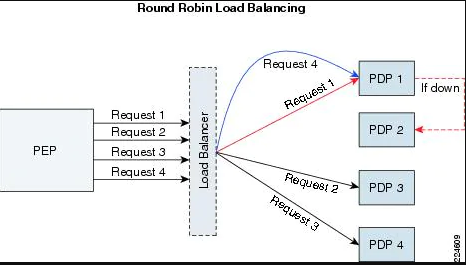 Round Robin Load Balancing
Request 4
Request 1
PDP 1
If down
PDP 2
PEP
Request 1
Request 2
Request 3
Request 4
Load Balancer
Request 2
PDP 3
Request 3
PDP 4
224609